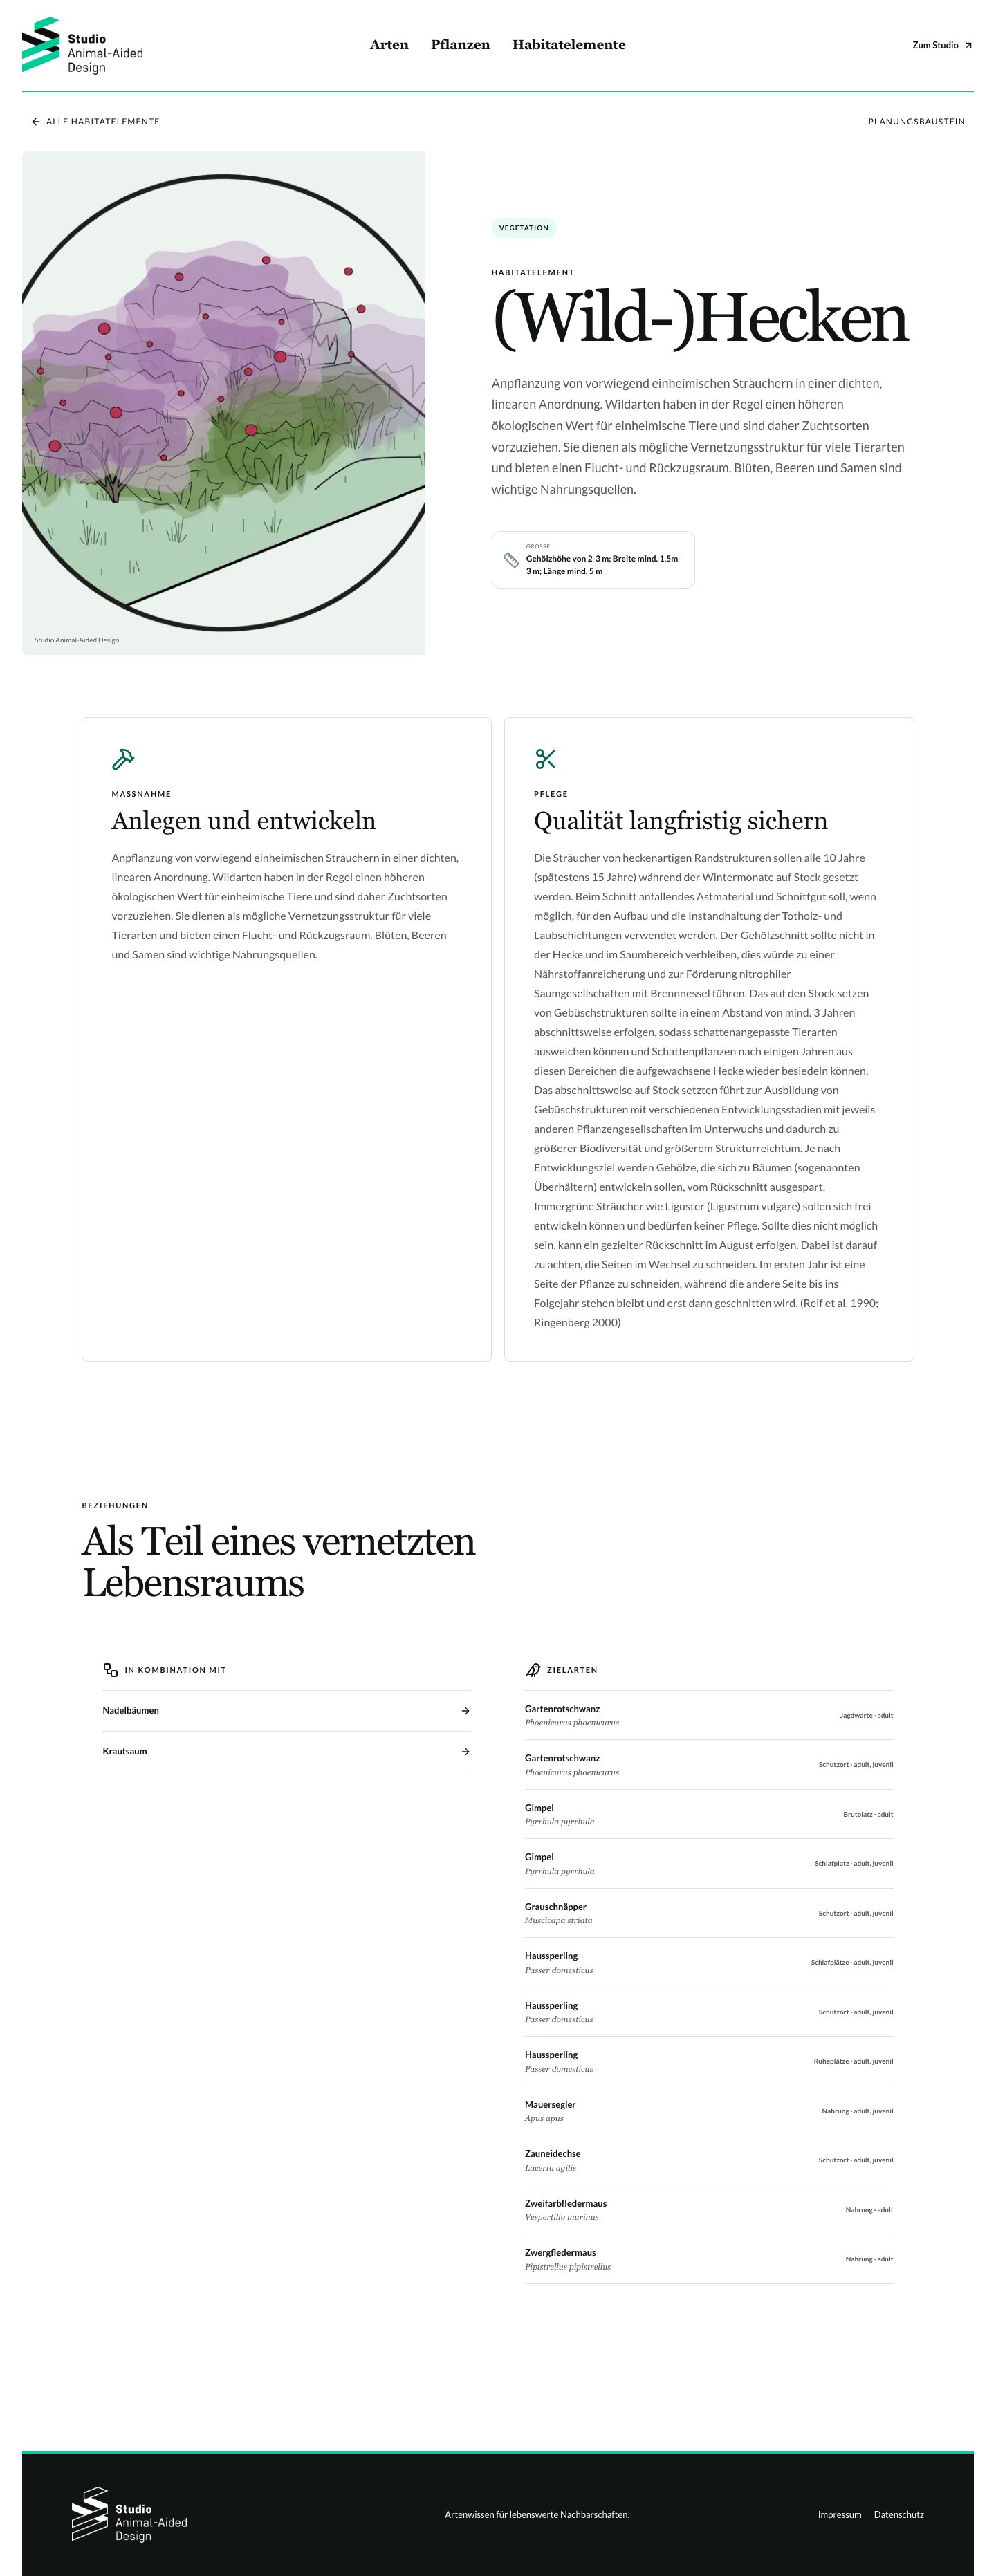 Studio
Animal-Aided
Design
Arten
Pflanzen
Habitatelemente
Zum Studio
ALLE HABITATELEMENTE
PLANUNGSBAUSTEIN
Studio Animal-Aided Design
VEGETATION
HABITATELEMENT
(Wild-)Hecken
Anpflanzung von vorwiegend einheimischen Sträuchern in einer dichten,
linearen Anordnung. Wildarten haben in der Regel einen höheren
ökologischen Wert für einheimische Tiere und sind daher Zuchtsorten
vorzuziehen. Sie dienen als mögliche Vernetzungsstruktur für viele Tierarten
und bieten einen Flucht- und Rückzugsraum. Blüten, Beeren und Samen sind
wichtige Nahrungsquellen.
GRÖSSE
Gehölzhöhe von 2-3 m; Breite mind. 1,5m-
3 m; Länge mind. 5 m
MASSNAHME
Anlegen und entwickeln
Anpflanzung von vorwiegend einheimischen Sträuchern in einer dichten,
linearen Anordnung. Wildarten haben in der Regel einen höheren
ökologischen Wert für einheimische Tiere und sind daher Zuchtsorten
vorzuziehen. Sie dienen als mögliche Vernetzungsstruktur für viele
Tierarten und bieten einen Flucht- und Rückzugsraum. Blüten, Beeren
und Samen sind wichtige Nahrungsquellen.
PFLEGE
Qualität langfristig sichern
Die Sträucher von heckenartigen Randstrukturen sollen alle 10 Jahre
(spätestens 15 Jahre) während der Wintermonate auf Stock gesetzt
werden. Beim Schnitt anfallendes Astmaterial und Schnittgut soll, wenn
möglich, für den Aufbau und die Instandhaltung der Totholz- und
Laubschichtungen verwendet werden. Der Gehölzschnitt sollte nicht in
der Hecke und im Saumbereich verbleiben, dies würde zu einer
Nährstoffanreicherung und zur Förderung nitrophiler
Saumgesellschaften mit Brennnessel führen. Das auf den Stock setzen
von Gebüschstrukturen sollte in einem Abstand von mind. 3 Jahren
abschnittsweise erfolgen, sodass schattenangepasste Tierarten
ausweichen können und Schattenpflanzen nach einigen Jahren aus
diesen Bereichen die aufgewachsene Hecke wieder besiedeln können.
Das abschnittsweise auf Stock setzten führt zur Ausbildung von
Gebüschstrukturen mit verschiedenen Entwicklungsstadien mit jeweils
anderen Pflanzengesellschaften im Unterwuchs und dadurch zu
größerer Biodiversität und größerem Strukturreichtum. Je nach
Entwicklungsziel werden Gehölze, die sich zu Bäumen (sogenannten
Überhältern) entwickeln sollen, vom Rückschnitt ausgespart.
Immergrüne Sträucher wie Liguster (Ligustrum vulgare) sollen sich frei
entwickeln können und bedürfen keiner Pflege. Sollte dies nicht möglich
sein, kann ein gezielter Rückschnitt im August erfolgen. Dabei ist darauf
zu achten, die Seiten im Wechsel zu schneiden. Im ersten Jahr ist eine
Seite der Pflanze zu schneiden, während die andere Seite bis ins
Folgejahr stehen bleibt und erst dann geschnitten wird. (Reif et al. 1990;
Ringenberg 2000)
BEZIEHUNGEN
Als Teil eines vernetzten
Lebensraums
IN KOMBINATION MIT
Nadelbäumen
Krautsaum
ZIELARTEN
Gartenrotschwanz
Phoenicurus phoenicurus
Jagdwarte · adult
Gartenrotschwanz
Phoenicurus phoenicurus
Schutzort · adult, juvenil
Gimpel
Pyrrhula pyrrhula
Brutplatz · adult
Gimpel
Pyrrhula pyrrhula
Schlafplatz · adult, juvenil
Grauschnäpper
Muscicapa striata
Schutzort · adult, juvenil
Haussperling
Passer domesticus
Schlafplätze · adult, juvenil
Haussperling
Passer domesticus
Schutzort · adult, juvenil
Haussperling
Passer domesticus
Ruheplätze · adult, juvenil
Mauersegler
Apus apus
Nahrung · adult, juvenil
Zauneidechse
Lacerta agilis
Schutzort · adult, juvenil
Zweifarbfledermaus
Vespertilio murinus
Nahrung · adult
Zwergfledermaus
Pipistrellus pipistrellus
Nahrung · adult
Studio
Animal-Aided
Design
Artenwissen für lebenswerte Nachbarschaften.
Impressum
Datenschutz